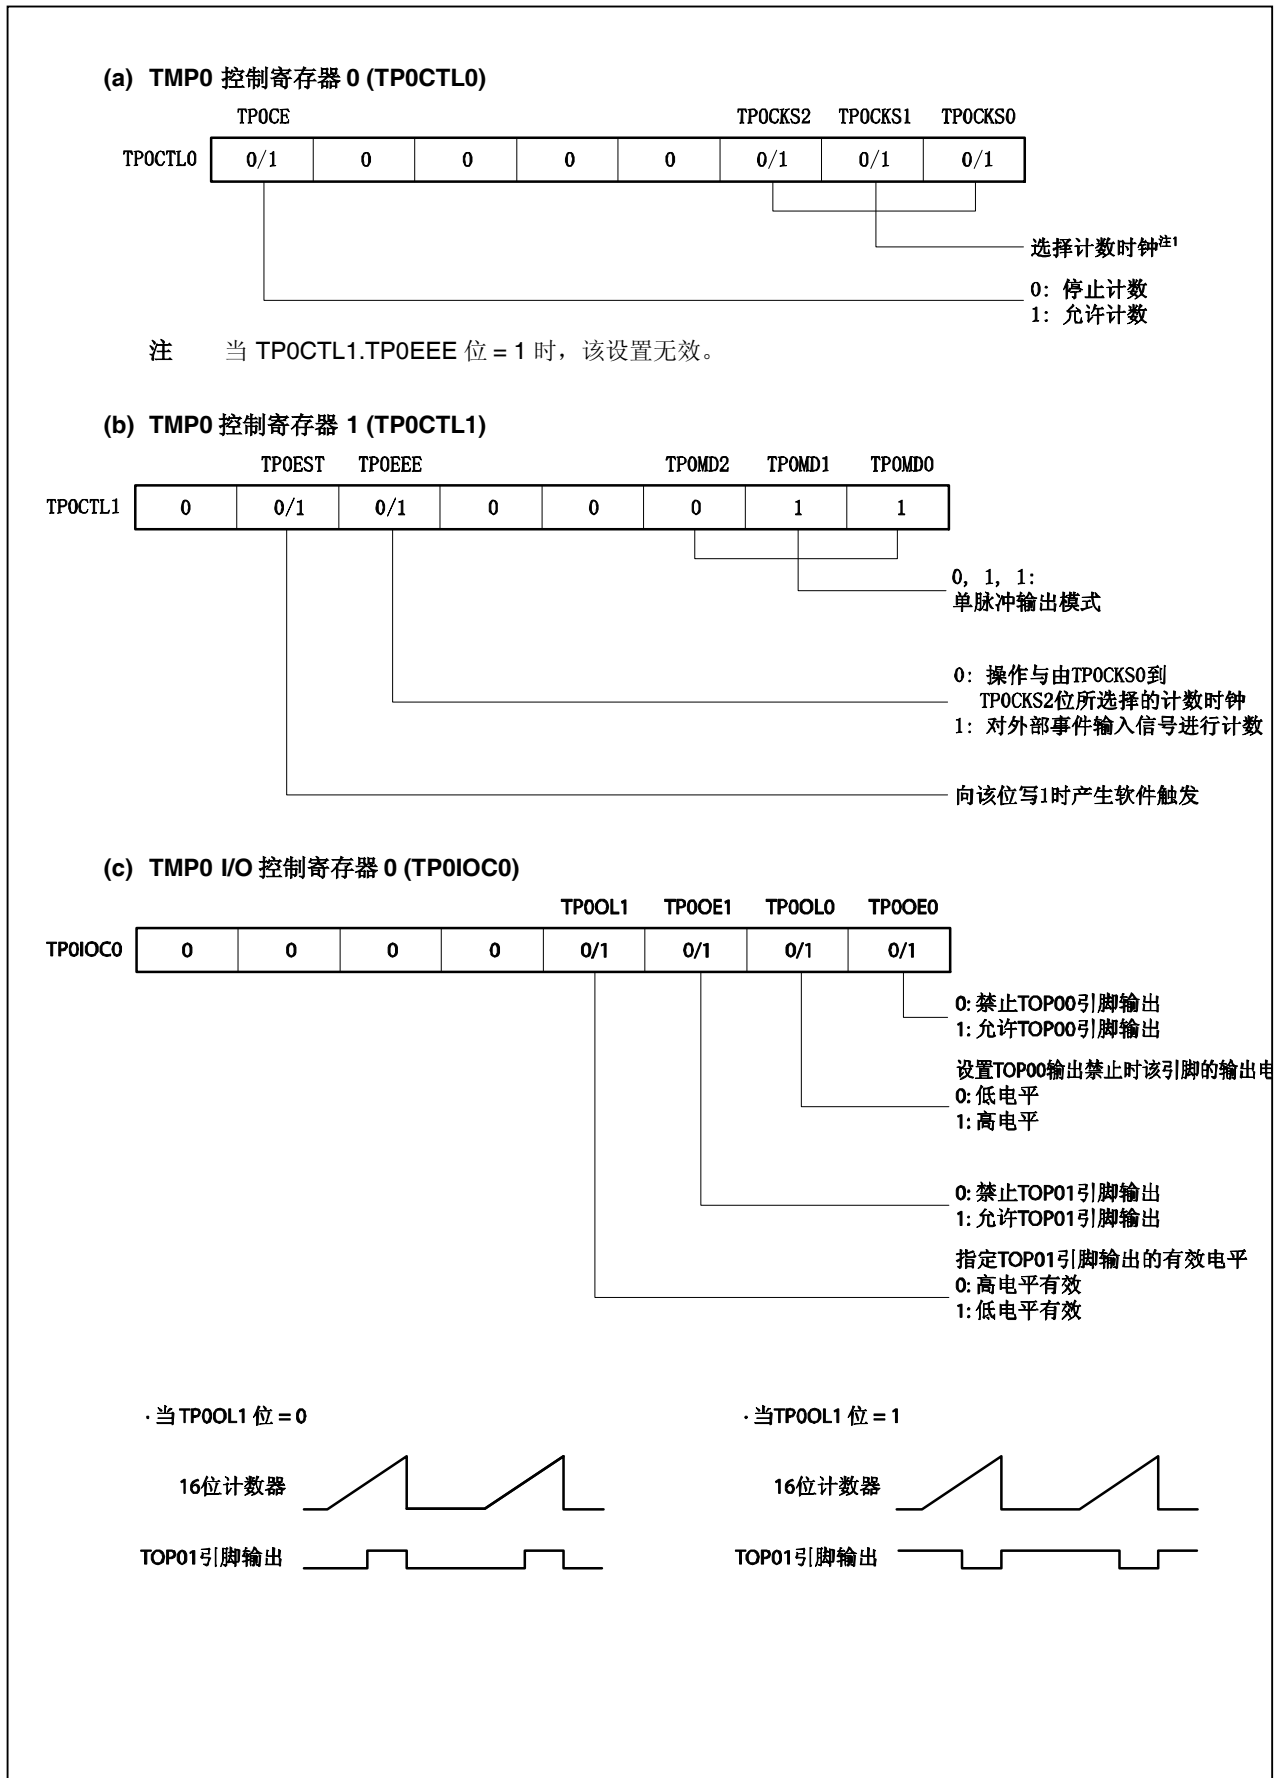 (a) TMP0 控制寄存器 0 (TP0CTL0)
TP0CE TP0CKS2 TP0CKS1 TP0CKS0
TP0CTL0 0/1 0 0 0 0 0/1 0/1 0/1
选择计数时钟注1
0: 停止计数
1: 允许计数
注 当 TP0CTL1.TP0EEE 位 = 1 时，该设置无效。
(b) TMP0 控制寄存器 1 (TP0CTL1)
TP0EST TP0EEE TP0MD2 TP0MD1 TP0MD0
TP0CTL1 0 0/1 0/1 0 0 0 1 1
0, 1, 1:
单脉冲输出模式
0: 操作与由TP0CKS0到
TP0CKS2位所选择的计数时钟
1: 对外部事件输入信号进行计数
向该位写1时产生软件触发
(c) TMP0 I/O 控制寄存器 0 (TP0IOC0)
TP0OL1 TP0OE1 TP0OL0 TP0OE0
TP0IOC0 0 0 0 0 0/1 0/1 0/1 0/1
0: 禁止TOP00引脚输出
1: 允许TOP00引脚输出
设置TOP00输出禁止时该引脚的输出电
0: 低电平
1: 高电平
0: 禁止TOP01引脚输出
1: 允许TOP01引脚输出
指定TOP01引脚输出的有效电平
0: 高电平有效
1: 低电平有效
· 当 TP0OL1 位 = 0 · 当TP0OL1 位 = 1
16位计数器 16位计数器
TOP01引脚输出 TOP01引脚输出